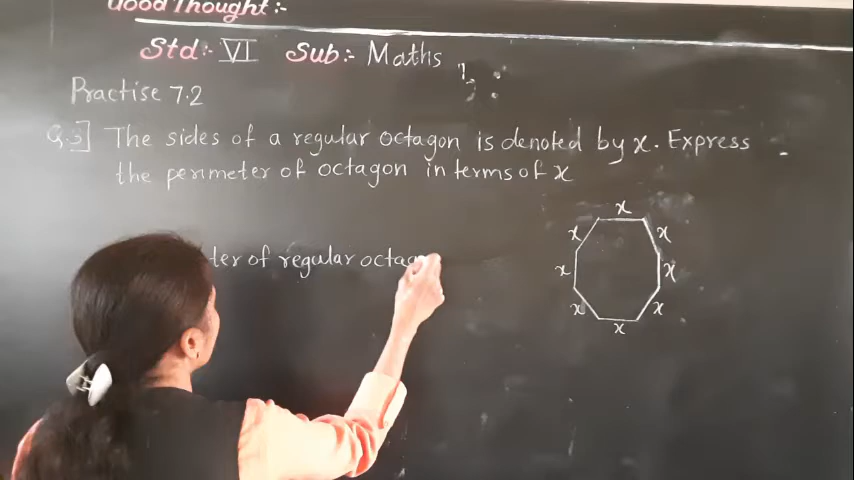 Good Thought:-
Std:- VI Sub:- Maths
Practise 7.2
Q.3] The sides of a regular octagon is denoted by x. Express
the perimeter of octagon in terms of x
ter of regular octag
x
x x
x x
x x
x